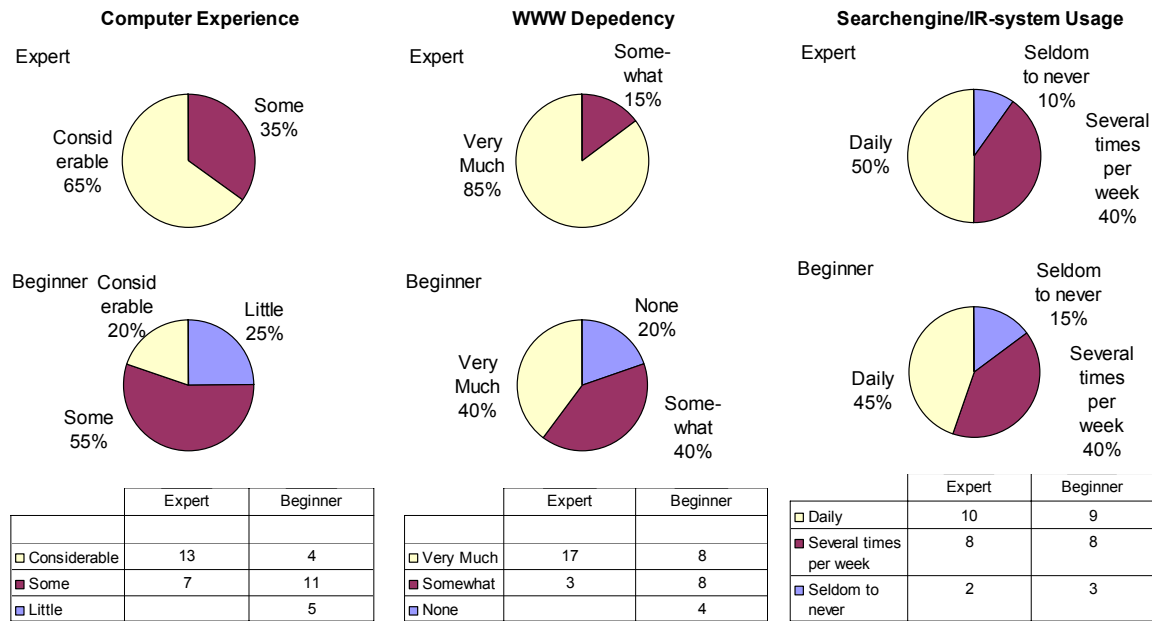 Computer Experience
WWW Depedency
Searchengine/IR-system Usage
Expert
Some
35%
Consid
erable
65%
Expert
Some-
what
15%
Very
Much
85%
Expert
Seldom
to never
10%
Several
times
per
week
40%
Daily
50%
Beginner
Consid
erable
20%
Little
25%
Some
55%
Beginner
None
20%
Very
Much
40%
Some-
what
40%
Beginner
Seldom
to never
15%
Several
times
per
week
40%
Daily
45%
Expert Beginner
Considerable 13 4
Some 7 11
Little 5
Expert Beginner
Very Much 17 8
Somewhat 3 8
None 4
Expert Beginner
Daily 10 9
Several times
per week 8 8
Seldom to
never 2 3